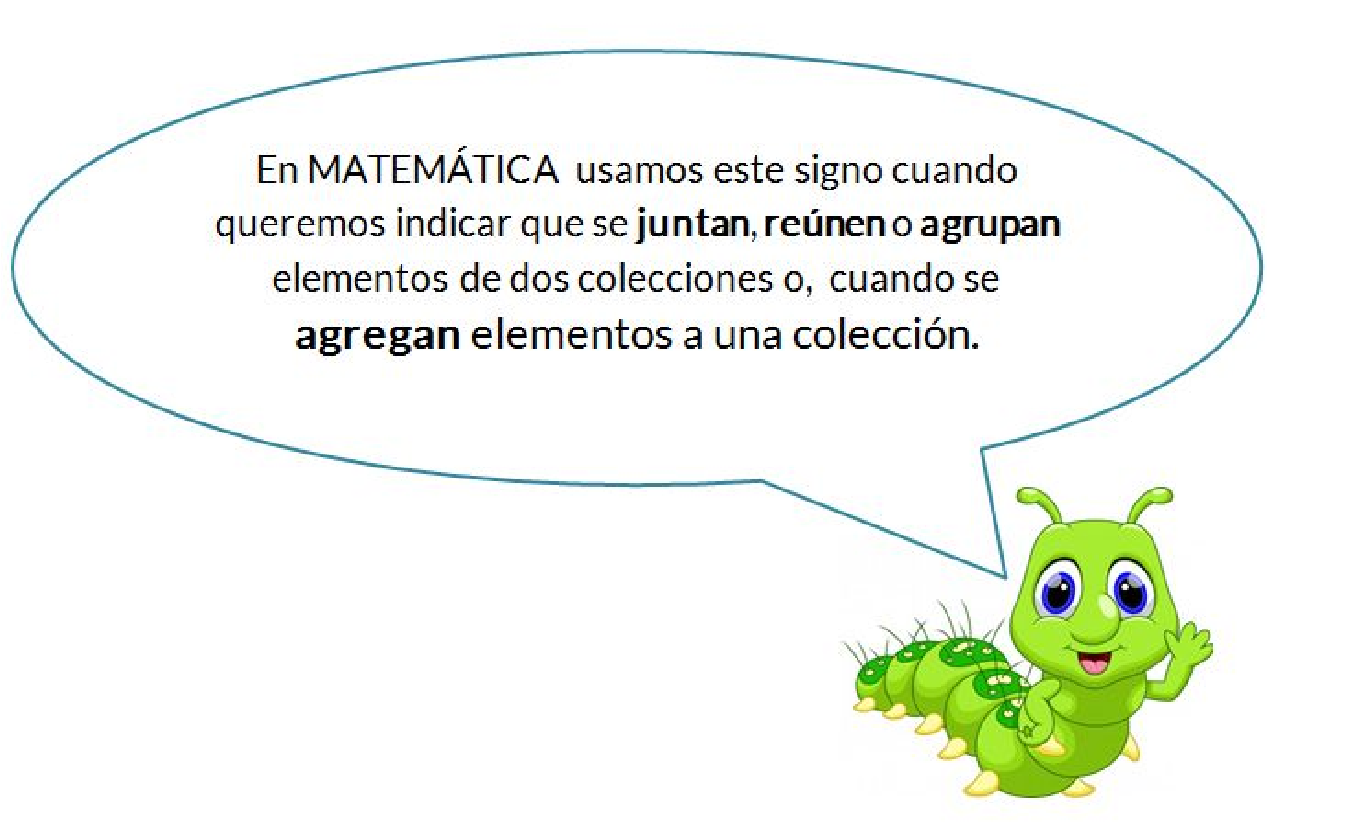 En MATEMÁTICA usamos este signo cuando
queremos indicar que se juntan, reúnen o agrupan
elementos de dos colecciones o, cuando se
agregan elementos a una colección.